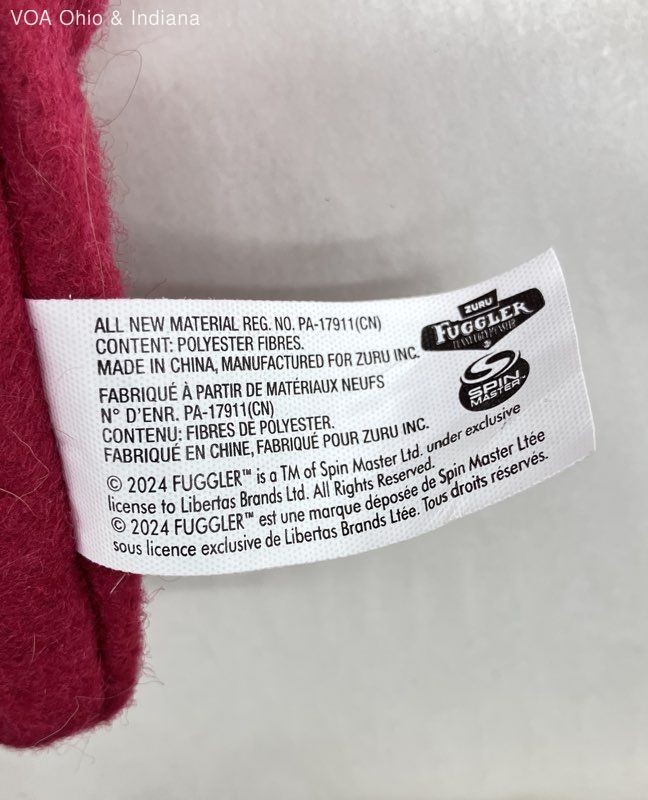 VOA Ohio & Indiana
ZURU
FUGGLER
SPIN
MASTER™
ALL NEW MATERIAL REG. NO. PA-17911(CN)
CONTENT: POLYESTER FIBRES.
MADE IN CHINA, MANUFACTURED FOR ZURU INC.
FABRIQUÉ À PARTIR DE MATÉRIAUX NEUFS
N° D'ENR. PA-17911(CN)
CONTENU: FIBRES DE POLYESTER.
FABRIQUÉ EN CHINE, FABRIQUÉ POUR ZURU INC.
© 2024 FUGGLER™ is a TM of Spin Master Ltd. under exclusive
license to Libertas Brands Ltd. All Rights Reserved.
© 2024 FUGGLER™ est une marque déposée de Spin Master Ltée
sous licence exclusive de Libertas Brands Ltée. Tous droits réservés.